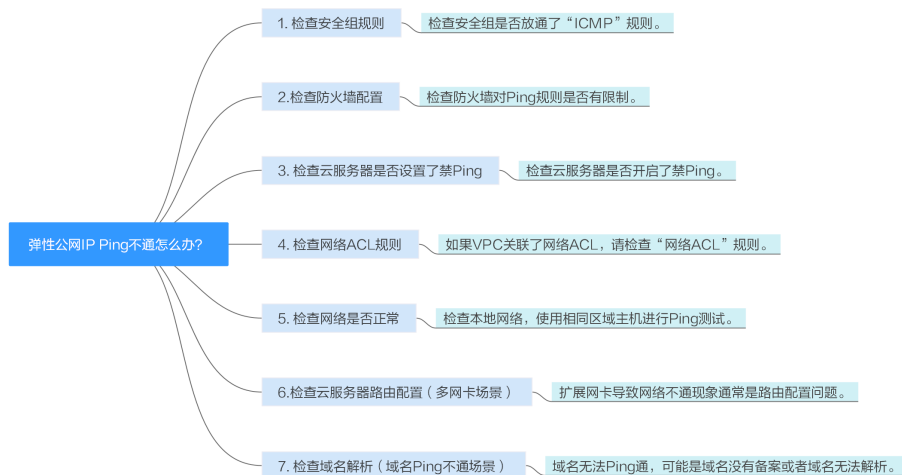 弹性公网IP Ping不通怎么办？
1. 检查安全组规则
检查安全组是否放通了“ICMP”规则。
2.检查防火墙配置
检查防火墙对Ping规则是否有限制。
3. 检查云服务器是否设置了禁Ping
检查云服务器是否开启了禁Ping。
4. 检查网络ACL规则
如果VPC关联了网络ACL，请检查“网络ACL”规则。
5. 检查网络是否正常
检查本地网络，使用相同区域主机进行Ping测试。
6.检查云服务器路由配置（多网卡场景）
扩展网卡导致网络不通现象通常是路由配置问题。
7. 检查域名解析（域名Ping不通场景）
域名无法Ping通，可能是域名没有备案或者域名无法解析。